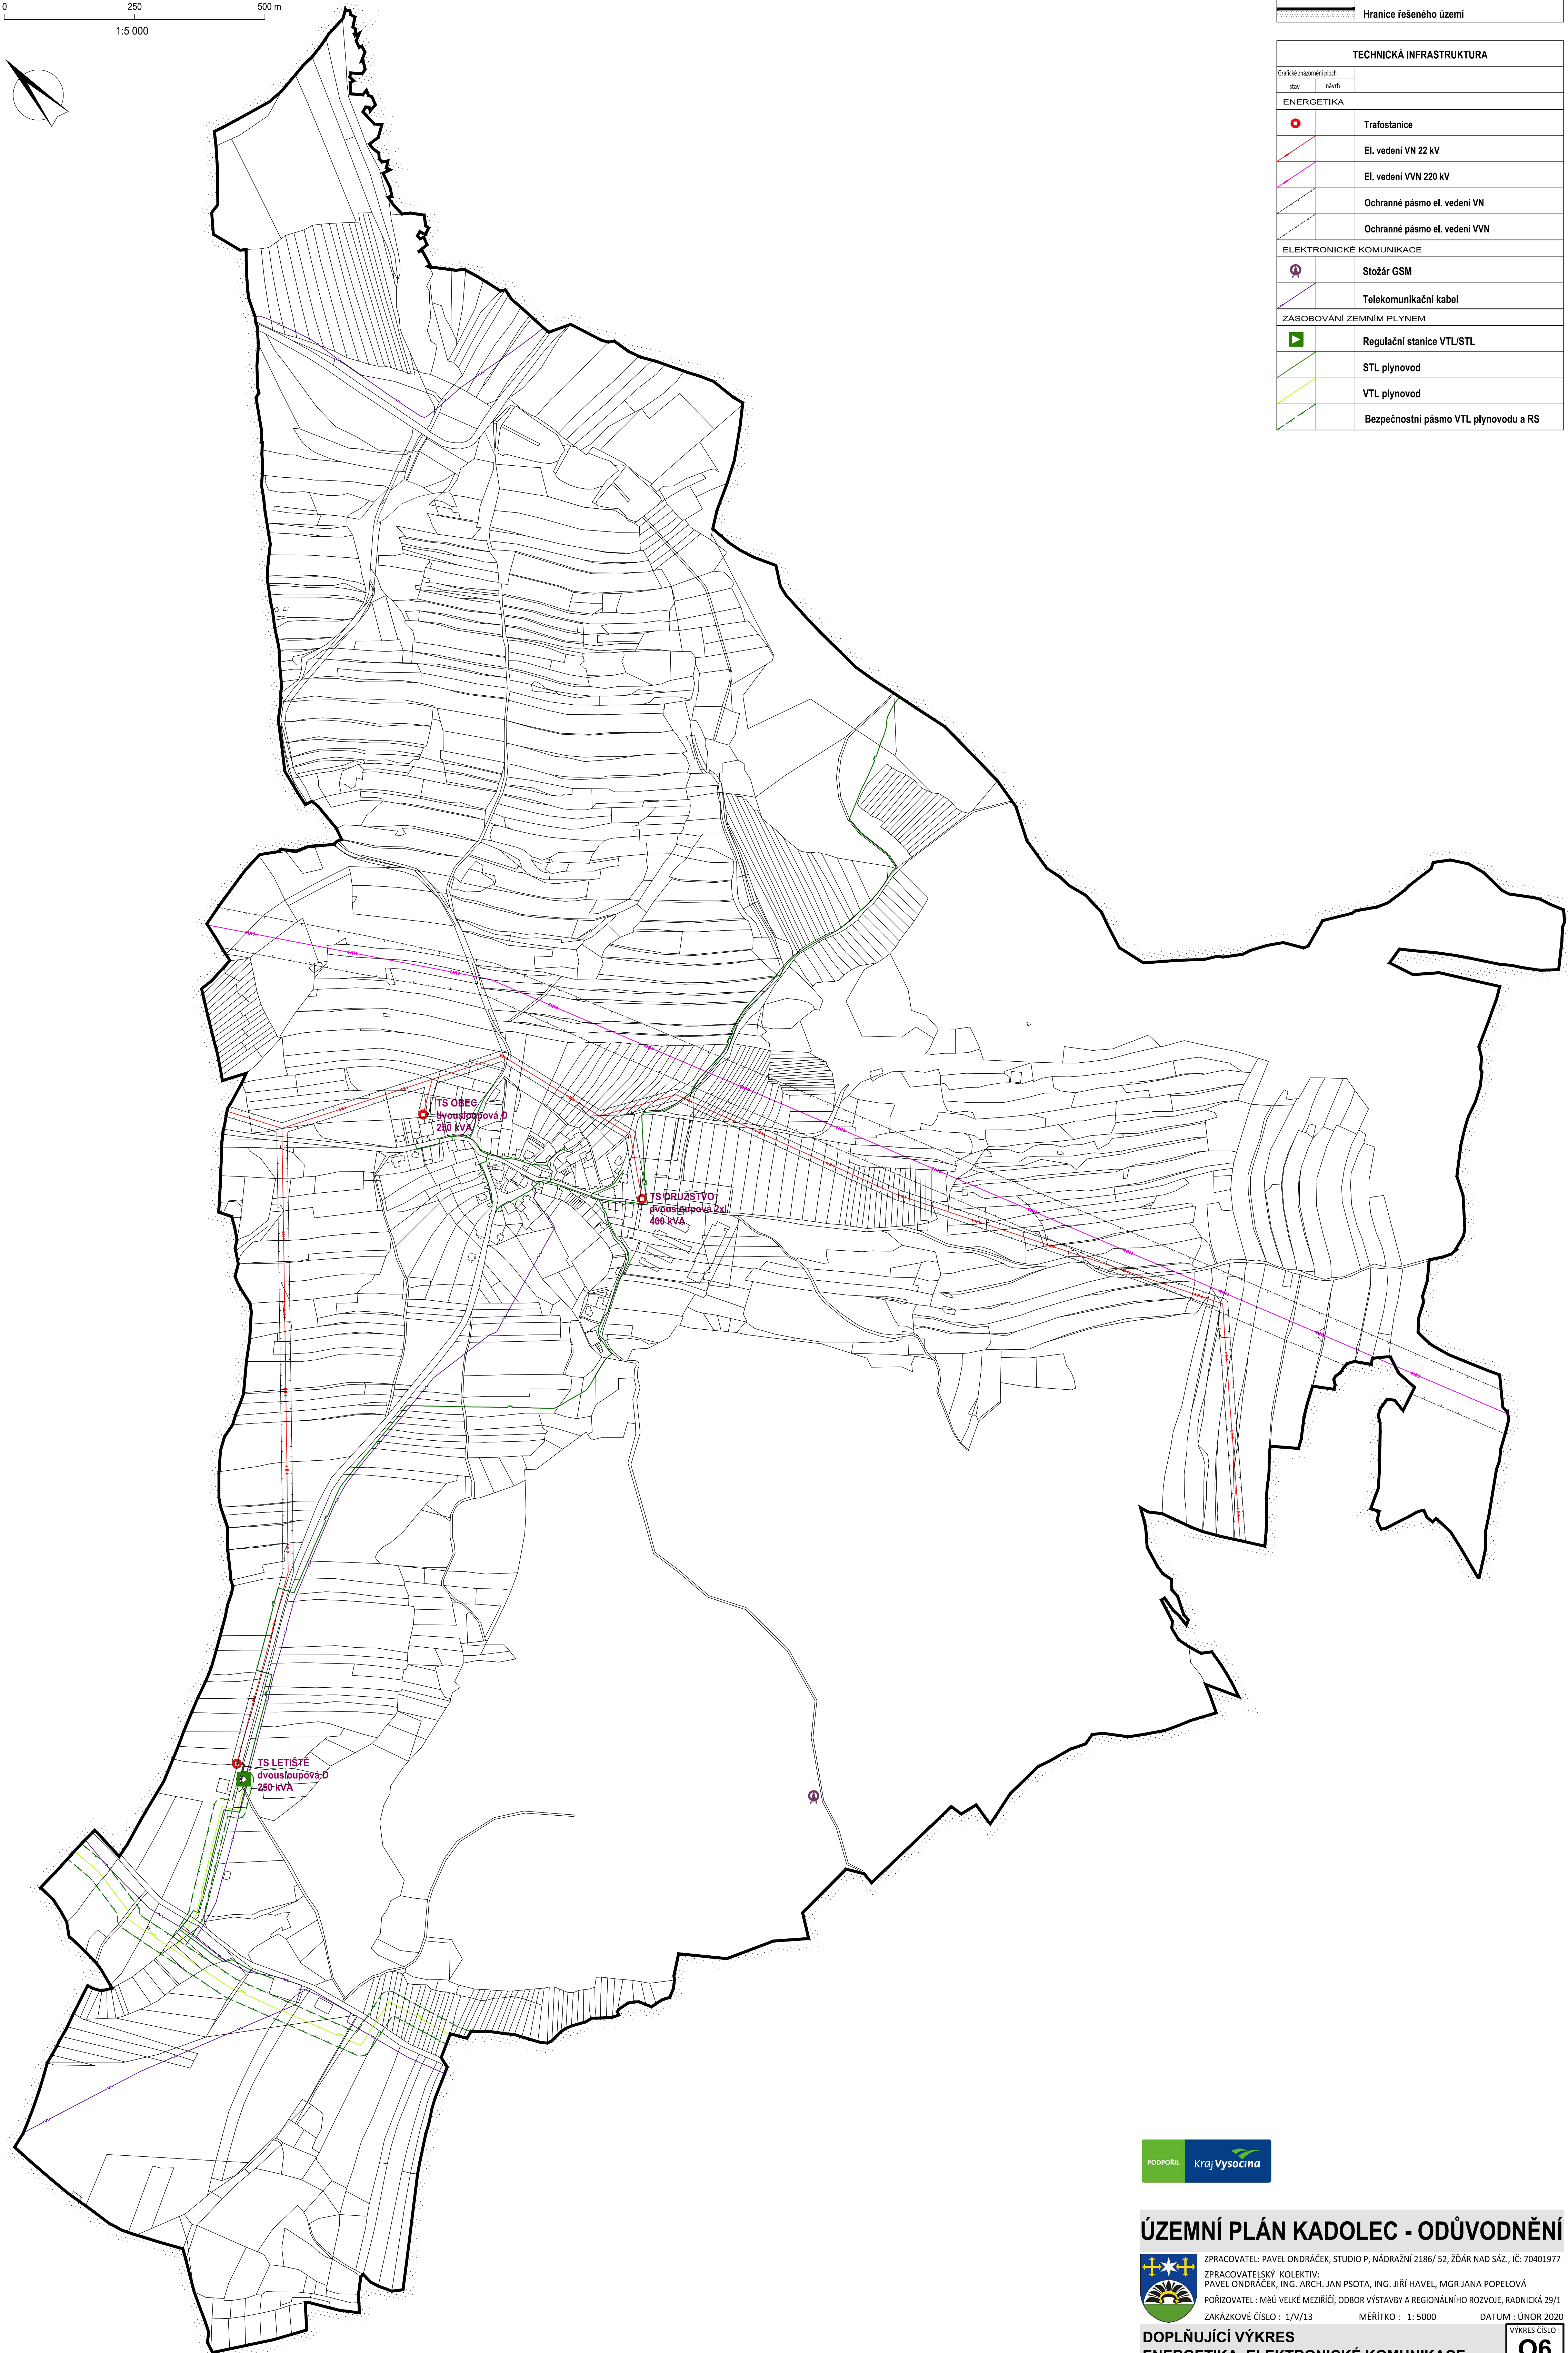 0 250 500 m
1:5 000
Hranice řešeného území
TECHNICKÁ INFRASTRUKTURA
Grafické znázornění ploch
stav návrh
ENERGETIKA
Trafostanice
El. vedení VN 22 kV
El. vedení VVN 220 kV
Ochranné pásmo el. vedení VN
Ochranné pásmo el. vedení VVN
ELEKTRONICKÉ KOMUNIKACE
Stožár GSM
Telekomunikační kabel
ZÁSOBOVÁNÍ ZEMNÍM PLYNEM
Regulační stanice VTL/STL
STL plynovod
VTL plynovod
Bezpečnostní pásmo VTL plynovodu a RS
TS OBEC
dvousloupová D
250 kVA
TS DRUŽSTVO
dvousloupová 2xl
400 kVA
TS LETIŠTĚ
dvousloupová D
250 kVA
PODPOŘIL Kraj Vysočina
ÚZEMNÍ PLÁN KADOLEC - ODŮVODNĚNÍ
ZPRACOVATEL: PAVEL ONDRÁČEK, STUDIO P, NÁDRAŽNÍ 2186/ 52, ŽĎÁR NAD SÁZ., IČ: 70401977
ZPRACOVATELSKÝ KOLEKTIV:
PAVEL ONDRÁČEK, ING. ARCH. JAN PSOTA, ING. JIŘÍ HAVEL, MGR JANA POPELOVÁ
POŘIZOVATEL : MěÚ VELKÉ MEZIŘÍČÍ, ODBOR VÝSTAVBY A REGIONÁLNÍHO ROZVOJE, RADNICKÁ 29/1
ZAKÁZKOVÉ ČÍSLO : 1/V/13 MĚŘÍTKO : 1: 5000 DATUM : ÚNOR 2020
DOPLŇUJÍCÍ VÝKRES
VÝKRES ČÍSLO :
ENERGETIKA, ELEKTRONICKÉ KOMUNIKACE
O6